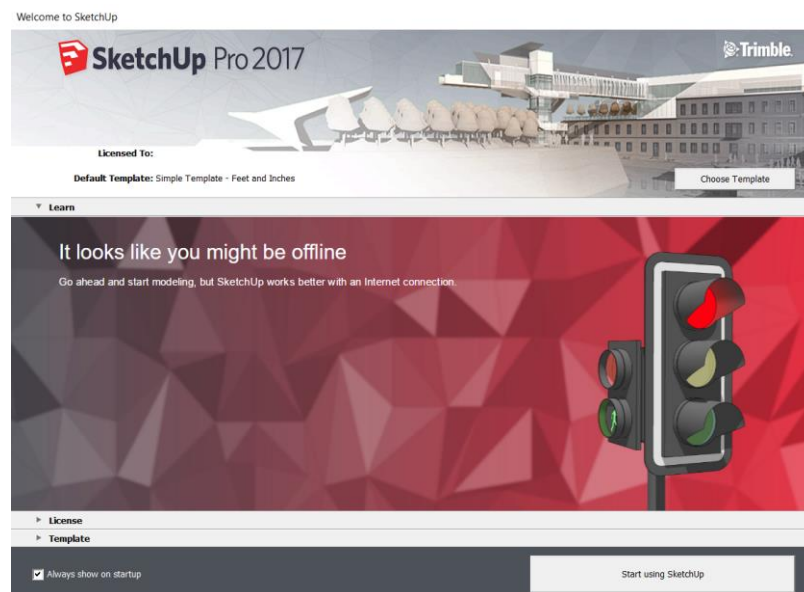 Welcome to SketchUp
SketchUp Pro 2017
Trimble.
Licensed To:
Default Template: Simple Template - Feet and Inches
Choose Template
Learn
It looks like you might be offline
Go ahead and start modeling, but SketchUp works better with an Internet connection.
License
Template
Always show on startup
Start using SketchUp